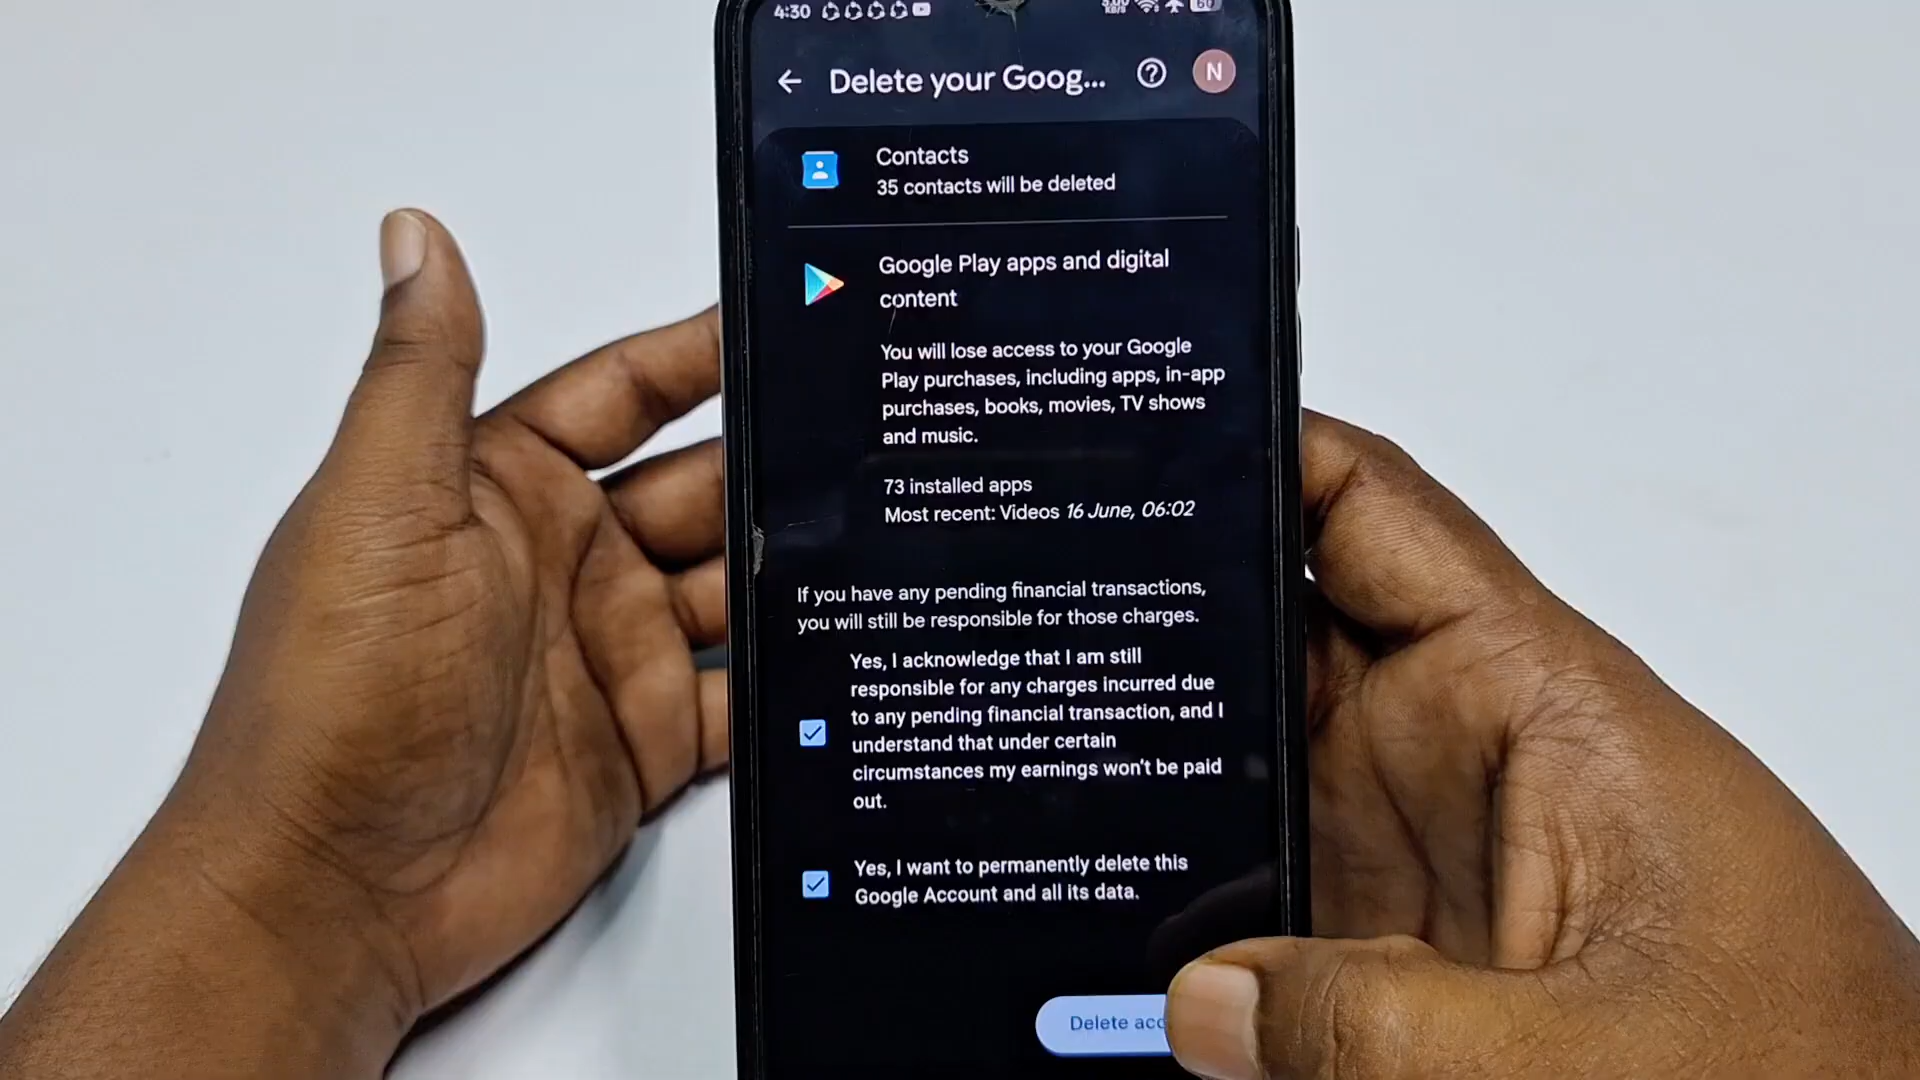 4:30
KB/S
60
Delete your Goog...
N
Contacts
35 contacts will be deleted
Google Play apps and digital
content
You will lose access to your Google
Play purchases, including apps, in-app
purchases, books, movies, TV shows
and music.
73 installed apps
Most recent: Videos 16 June, 06:02
If you have any pending financial transactions,
you will still be responsible for those charges.
Yes, I acknowledge that I am still
responsible for any charges incurred due
to any pending financial transaction, and I
understand that under certain
circumstances my earnings won't be paid
out.
Yes, I want to permanently delete this
Google Account and all its data.
Delete acc